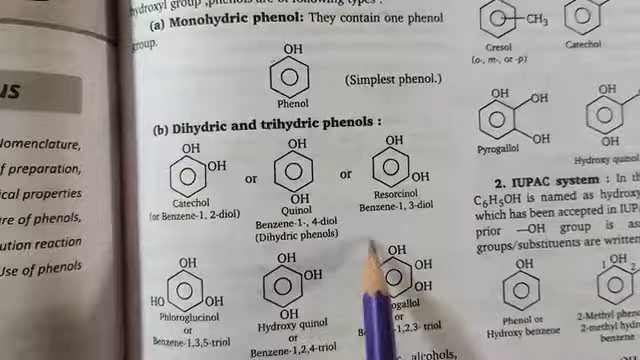 us
Nomenclature,
f preparation,
ical properties
re of phenols,
ution reaction
Use of phenols
hydroxyl group ,phenols are of following types :
(a) Monohydric phenol: They contain one phenol
group.
OH
(Simplest phenol.)
Phenol
(b) Dihydric and trihydric phenols :
OH
OH
Catechol
(or Benzene-1, 2-diol)
or
OH
OH
Quinol
Benzene-1-, 4-diol
(Dihydric phenols)
or
OH
OH
Resorcinol
Benzene-1, 3-diol
OH
HO
OH
Phloroglucinol
or
Benzene-1,3,5-triol
OH
OH
OH
Hydroxy quinol
or
Benzene-1,2,4-triol
OH
OH
OH
ogallol
or
-1,2,3- triol
alcohols,
CH₃
Cresol
(o-, m-, or -p)
Catechol
OH
OH
OH
Pyrogallol
OH
OH
Hydroxy quinol
2. IUPAC system : In th
C₆H₅OH is named as hydrox
which has been accepted in IUP
prior —OH group is as
groups/substituents are written
OH
Phenol or
Hydroxy benzene
OH
1
2
2-Methyl pheno
2-methyl hydr
benzene